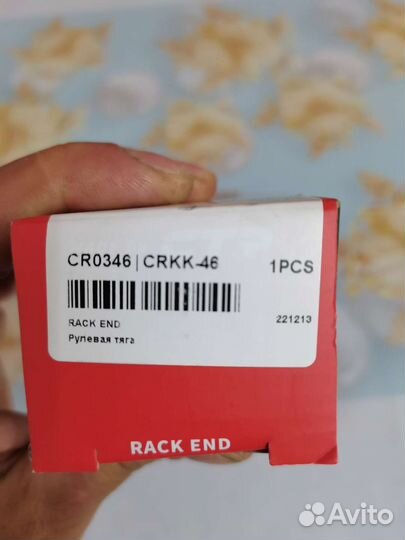 CR0346 | CRKK-46 1PCS
RACK END 221213
Рулевая тяга
RACK END
Avito